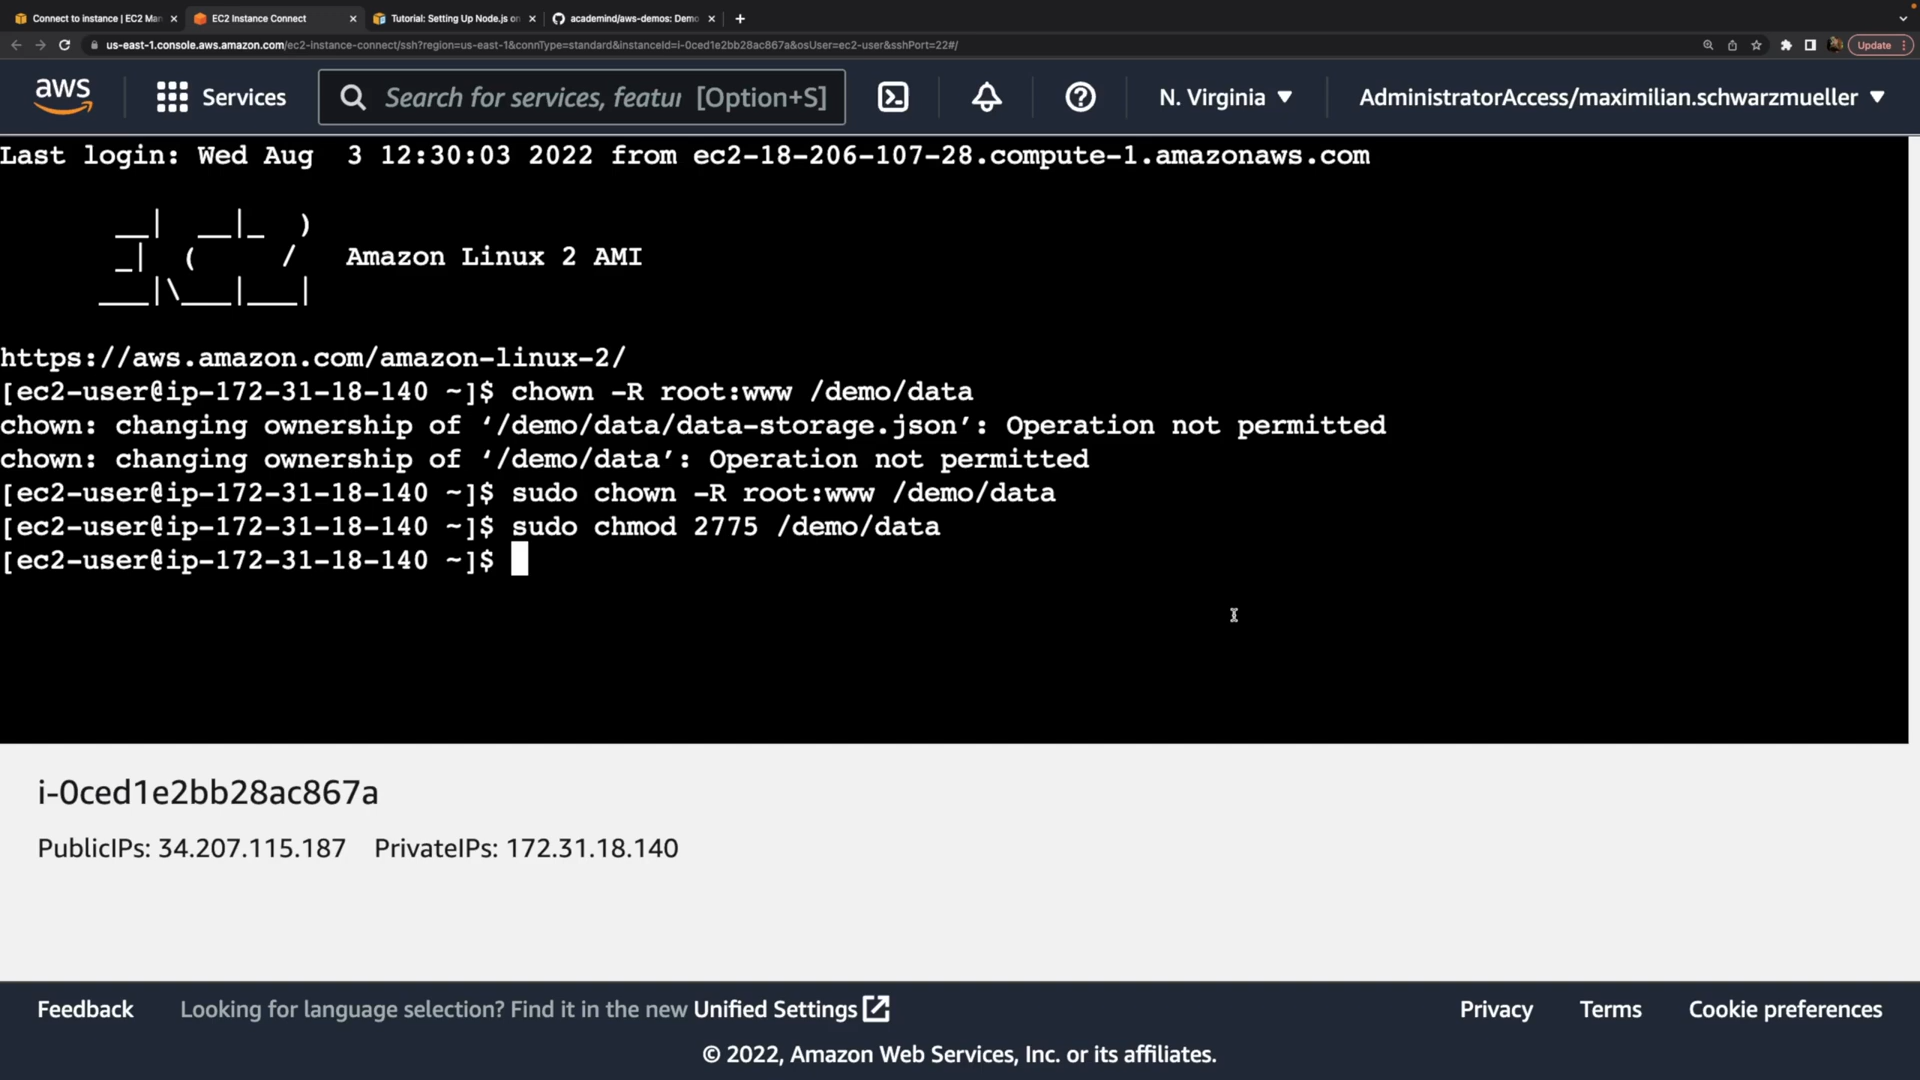 Connect to instance | EC2 Man
EC2 Instance Connect
Tutorial: Setting Up Node.js on
academind/aws-demos: Demo
us-east-1.console.aws.amazon.com/ec2-instance-connect/ssh?region=us-east-1&connType=standard&instanceId=i-0ced1e2bb28ac867a&osUser=ec2-user&sshPort=22#/
Update
aws
Services
Search for services, featur [Option+S]
N. Virginia
AdministratorAccess/maximilian.schwarzmueller
Last login: Wed Aug  3 12:30:03 2022 from ec2-18-206-107-28.compute-1.amazonaws.com
       __|  __|_  )
       _|  (     /   Amazon Linux 2 AMI
      ___|\___|___|
https://aws.amazon.com/amazon-linux-2/
[ec2-user@ip-172-31-18-140 ~]$ chown -R root:www /demo/data
chown: changing ownership of ‘/demo/data/data-storage.json’: Operation not permitted
chown: changing ownership of ‘/demo/data’: Operation not permitted
[ec2-user@ip-172-31-18-140 ~]$ sudo chown -R root:www /demo/data
[ec2-user@ip-172-31-18-140 ~]$ sudo chmod 2775 /demo/data
[ec2-user@ip-172-31-18-140 ~]$
i-0ced1e2bb28ac867a
PublicIPs: 34.207.115.187 PrivateIPs: 172.31.18.140
Feedback
Looking for language selection? Find it in the new Unified Settings
Privacy
Terms
Cookie preferences
© 2022, Amazon Web Services, Inc. or its affiliates.